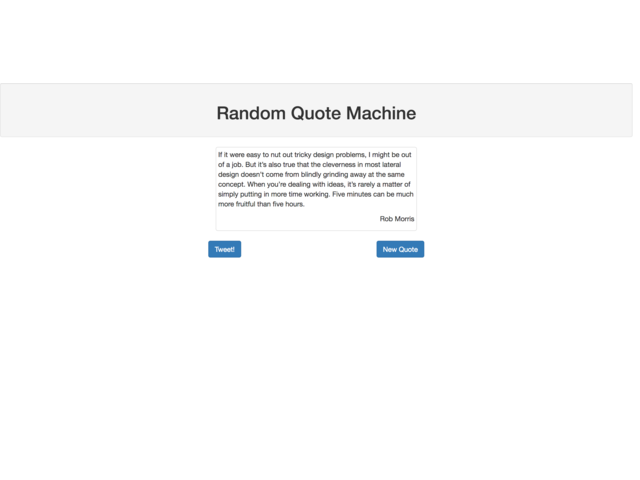 Random Quote Machine
If it were easy to nut out tricky design problems, I might be out
of a job. But it's also true that the cleverness in most lateral
design doesn't come from blindly grinding away at the same
concept. When you're dealing with ideas, it's rarely a matter of
simply putting in more time working. Five minutes can be much
more fruitful than five hours.
Rob Morris
Tweet!
New Quote